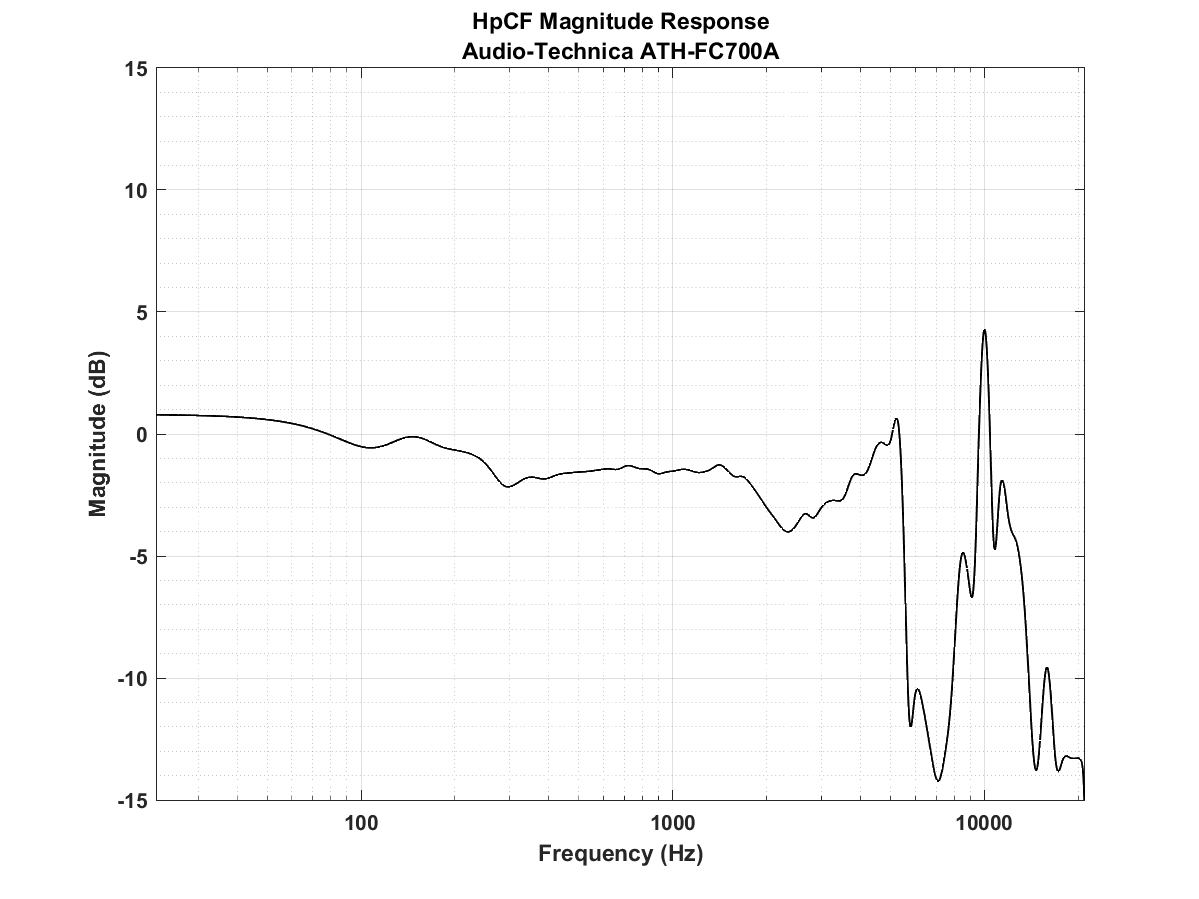 HpCF Magnitude Response
Audio-Technica ATH-FC700A
15
10
5
0
-5
-10
-15
Magnitude (dB)
100
1000
10000
Frequency (Hz)